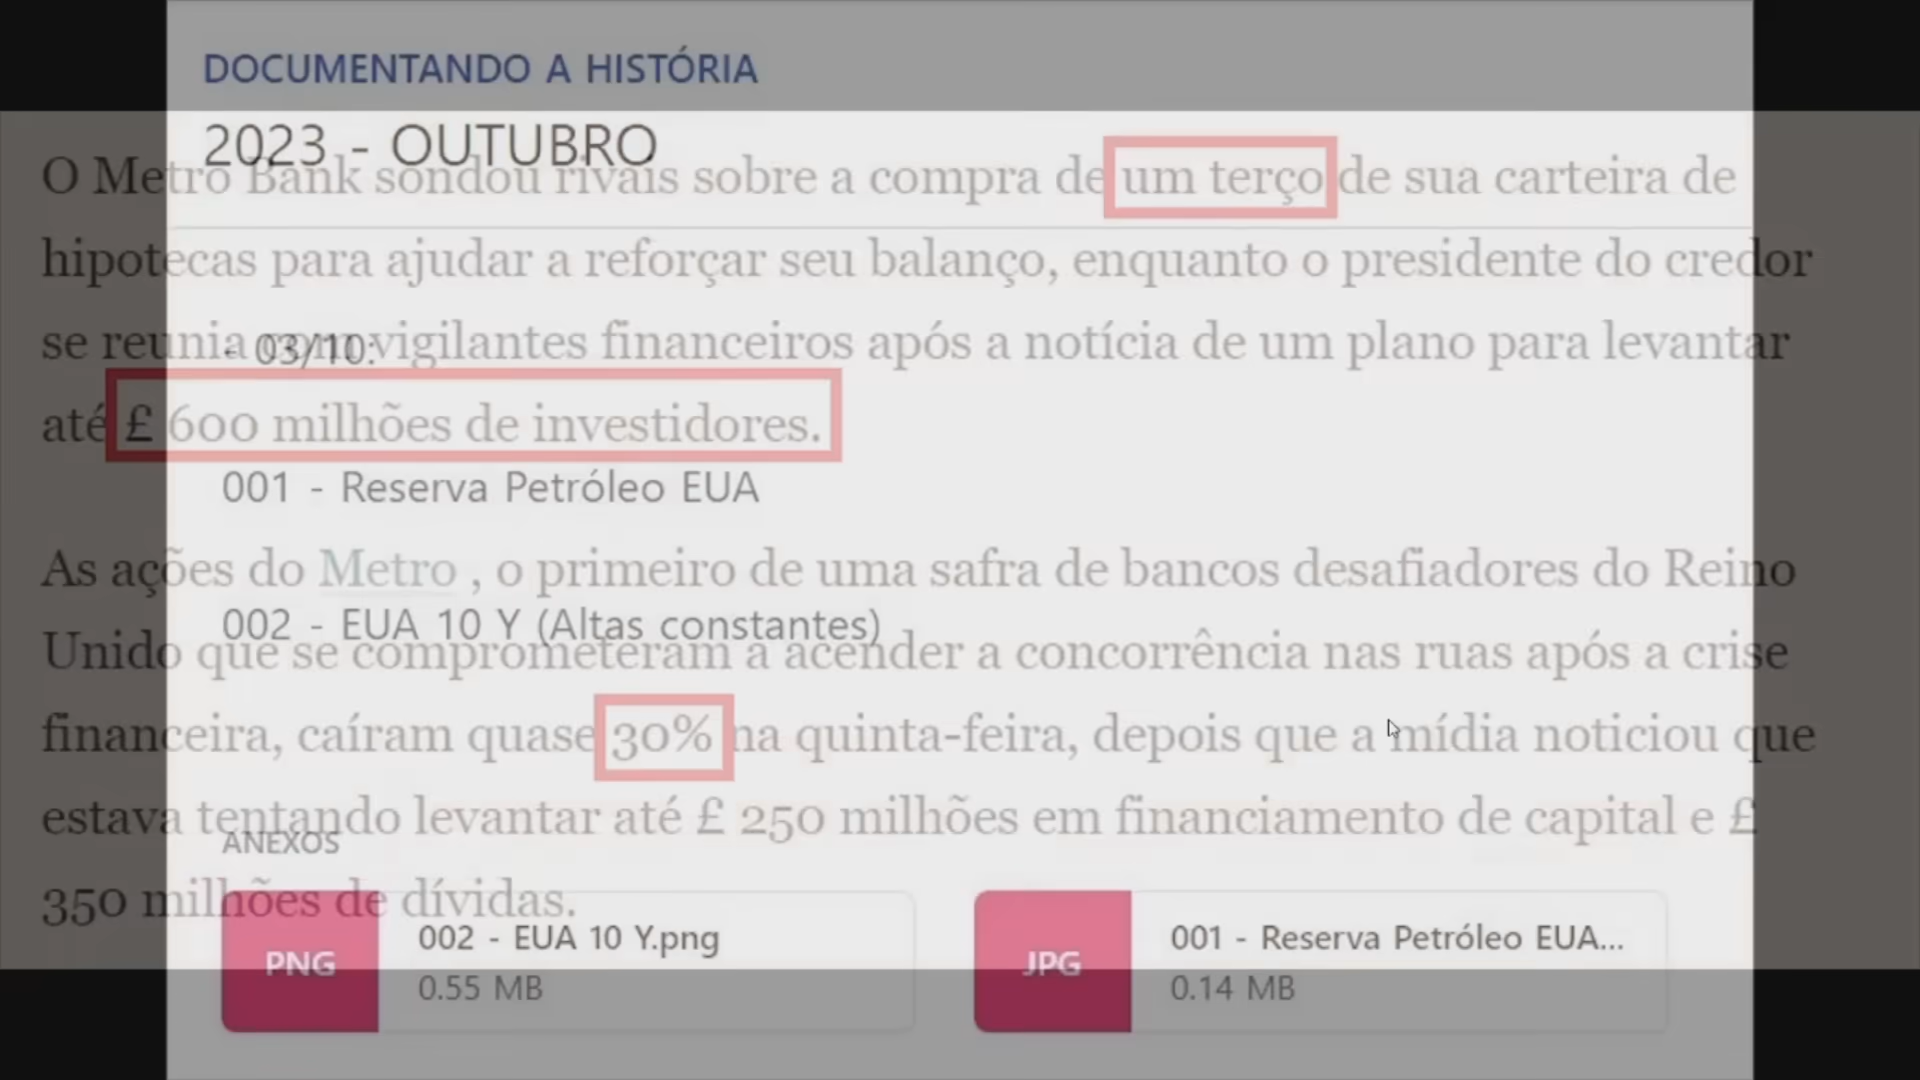 DOCUMENTANDO A HISTÓRIA
2023 - OUTUBRO
O Metro Bank sondou rivais sobre a compra de um terço de sua carteira de
hipotecas para ajudar a reforçar seu balanço, enquanto o presidente do credor
se reunia com vigilantes financeiros após a notícia de um plano para levantar
- 03/10:
até £ 600 milhões de investidores.
001 - Reserva Petróleo EUA
As ações do Metro , o primeiro de uma safra de bancos desafiadores do Reino
002 - EUA 10 Y (Altas constantes)
Unido que se comprometeram a acender a concorrência nas ruas após a crise
financeira, caíram quase 30% na quinta-feira, depois que a mídia noticiou que
estava tentando levantar até £ 250 milhões em financiamento de capital e £
ANEXOS
350 milhões de dívidas.
PNG
002 - EUA 10 Y.png
0.55 MB
JPG
001 - Reserva Petróleo EUA...
0.14 MB